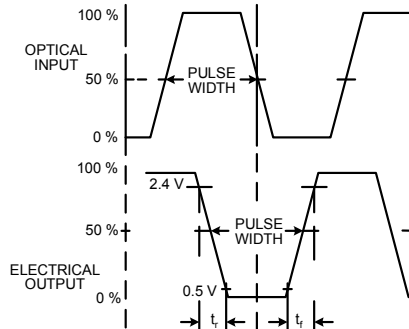 100 %
OPTICAL
INPUT
50 %
PULSE
WIDTH
0 %
100 %
2.4 V
50 %
PULSE
WIDTH
ELECTRICAL
OUTPUT
0.5 V
0 %
tr
tf